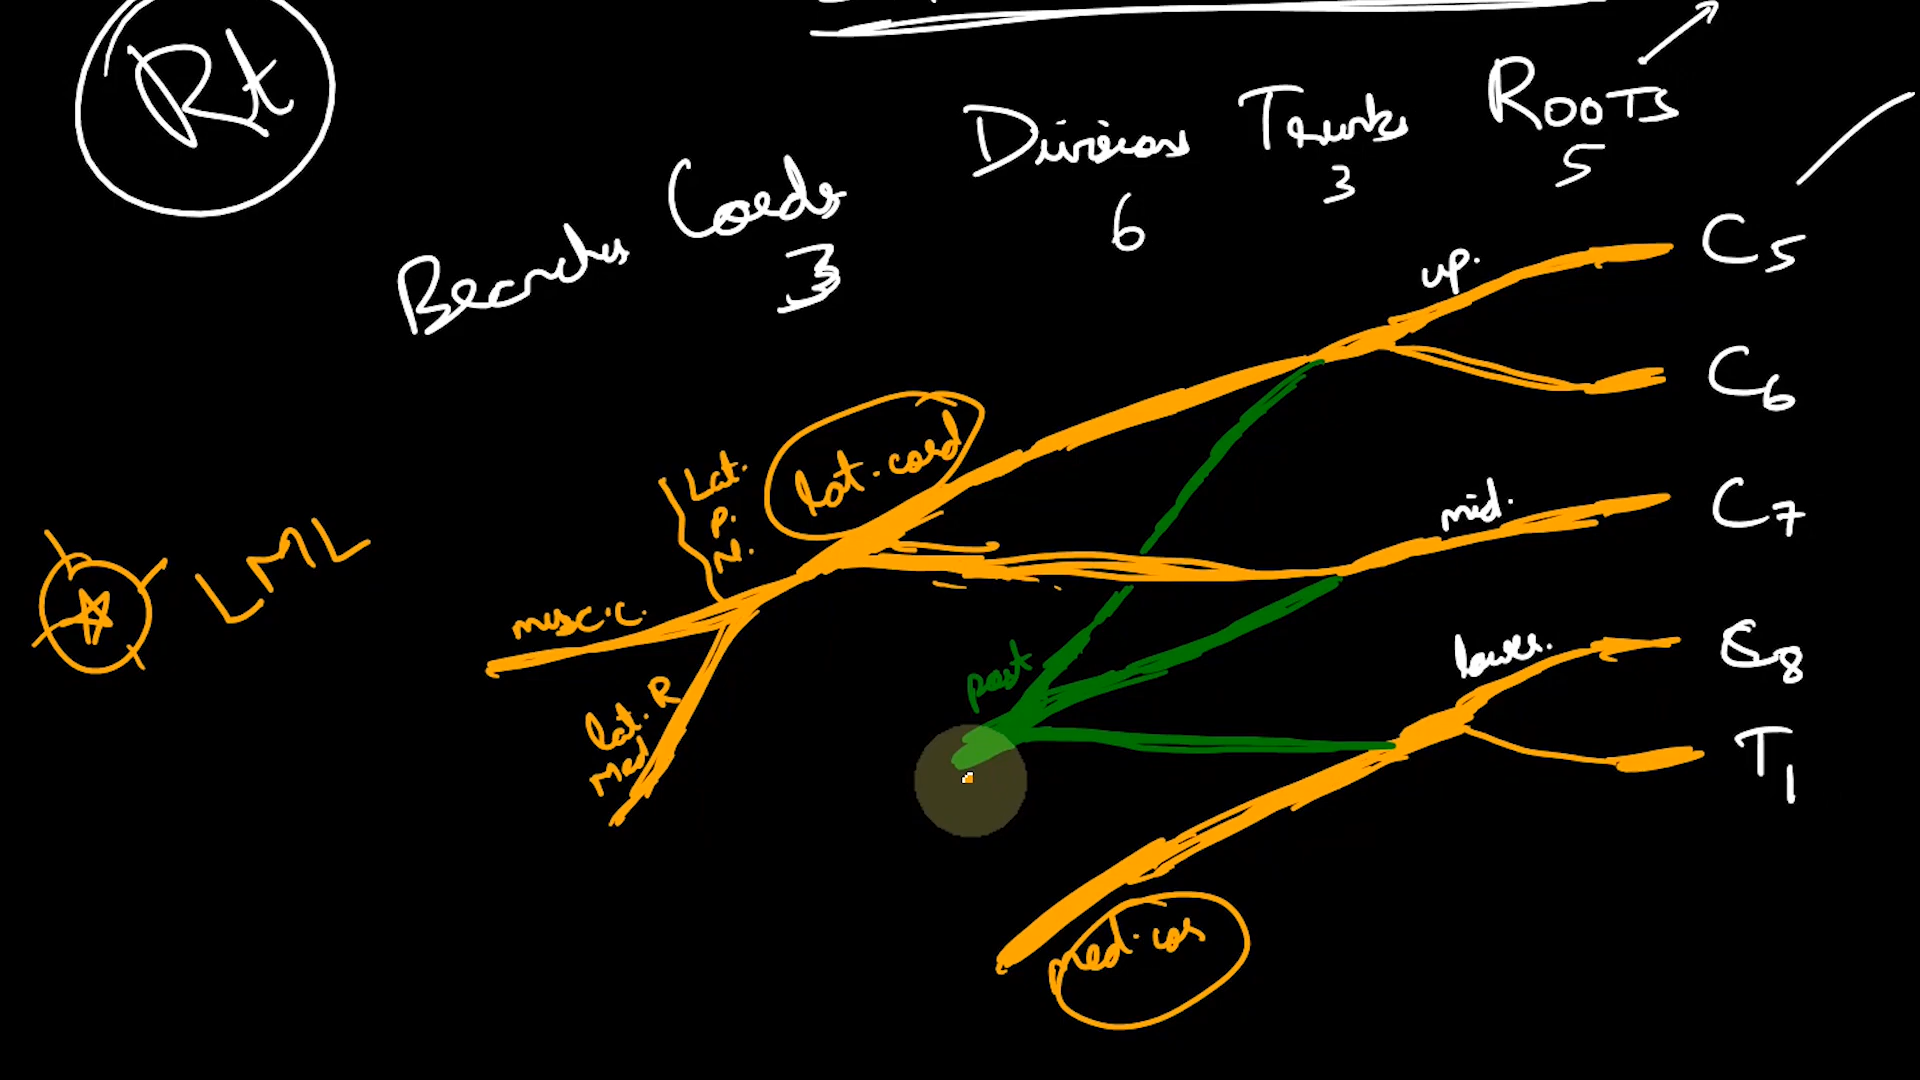 Rt
ROOTS
5
Trunks
3
Divisions
6
Cords
3
Branches
up.
C5
C6
lat. cord
Lat.
P.
N.
mid.
C7
LML
musc. c.
lower.
C8
post
lat. R
Med
T1
med. cor